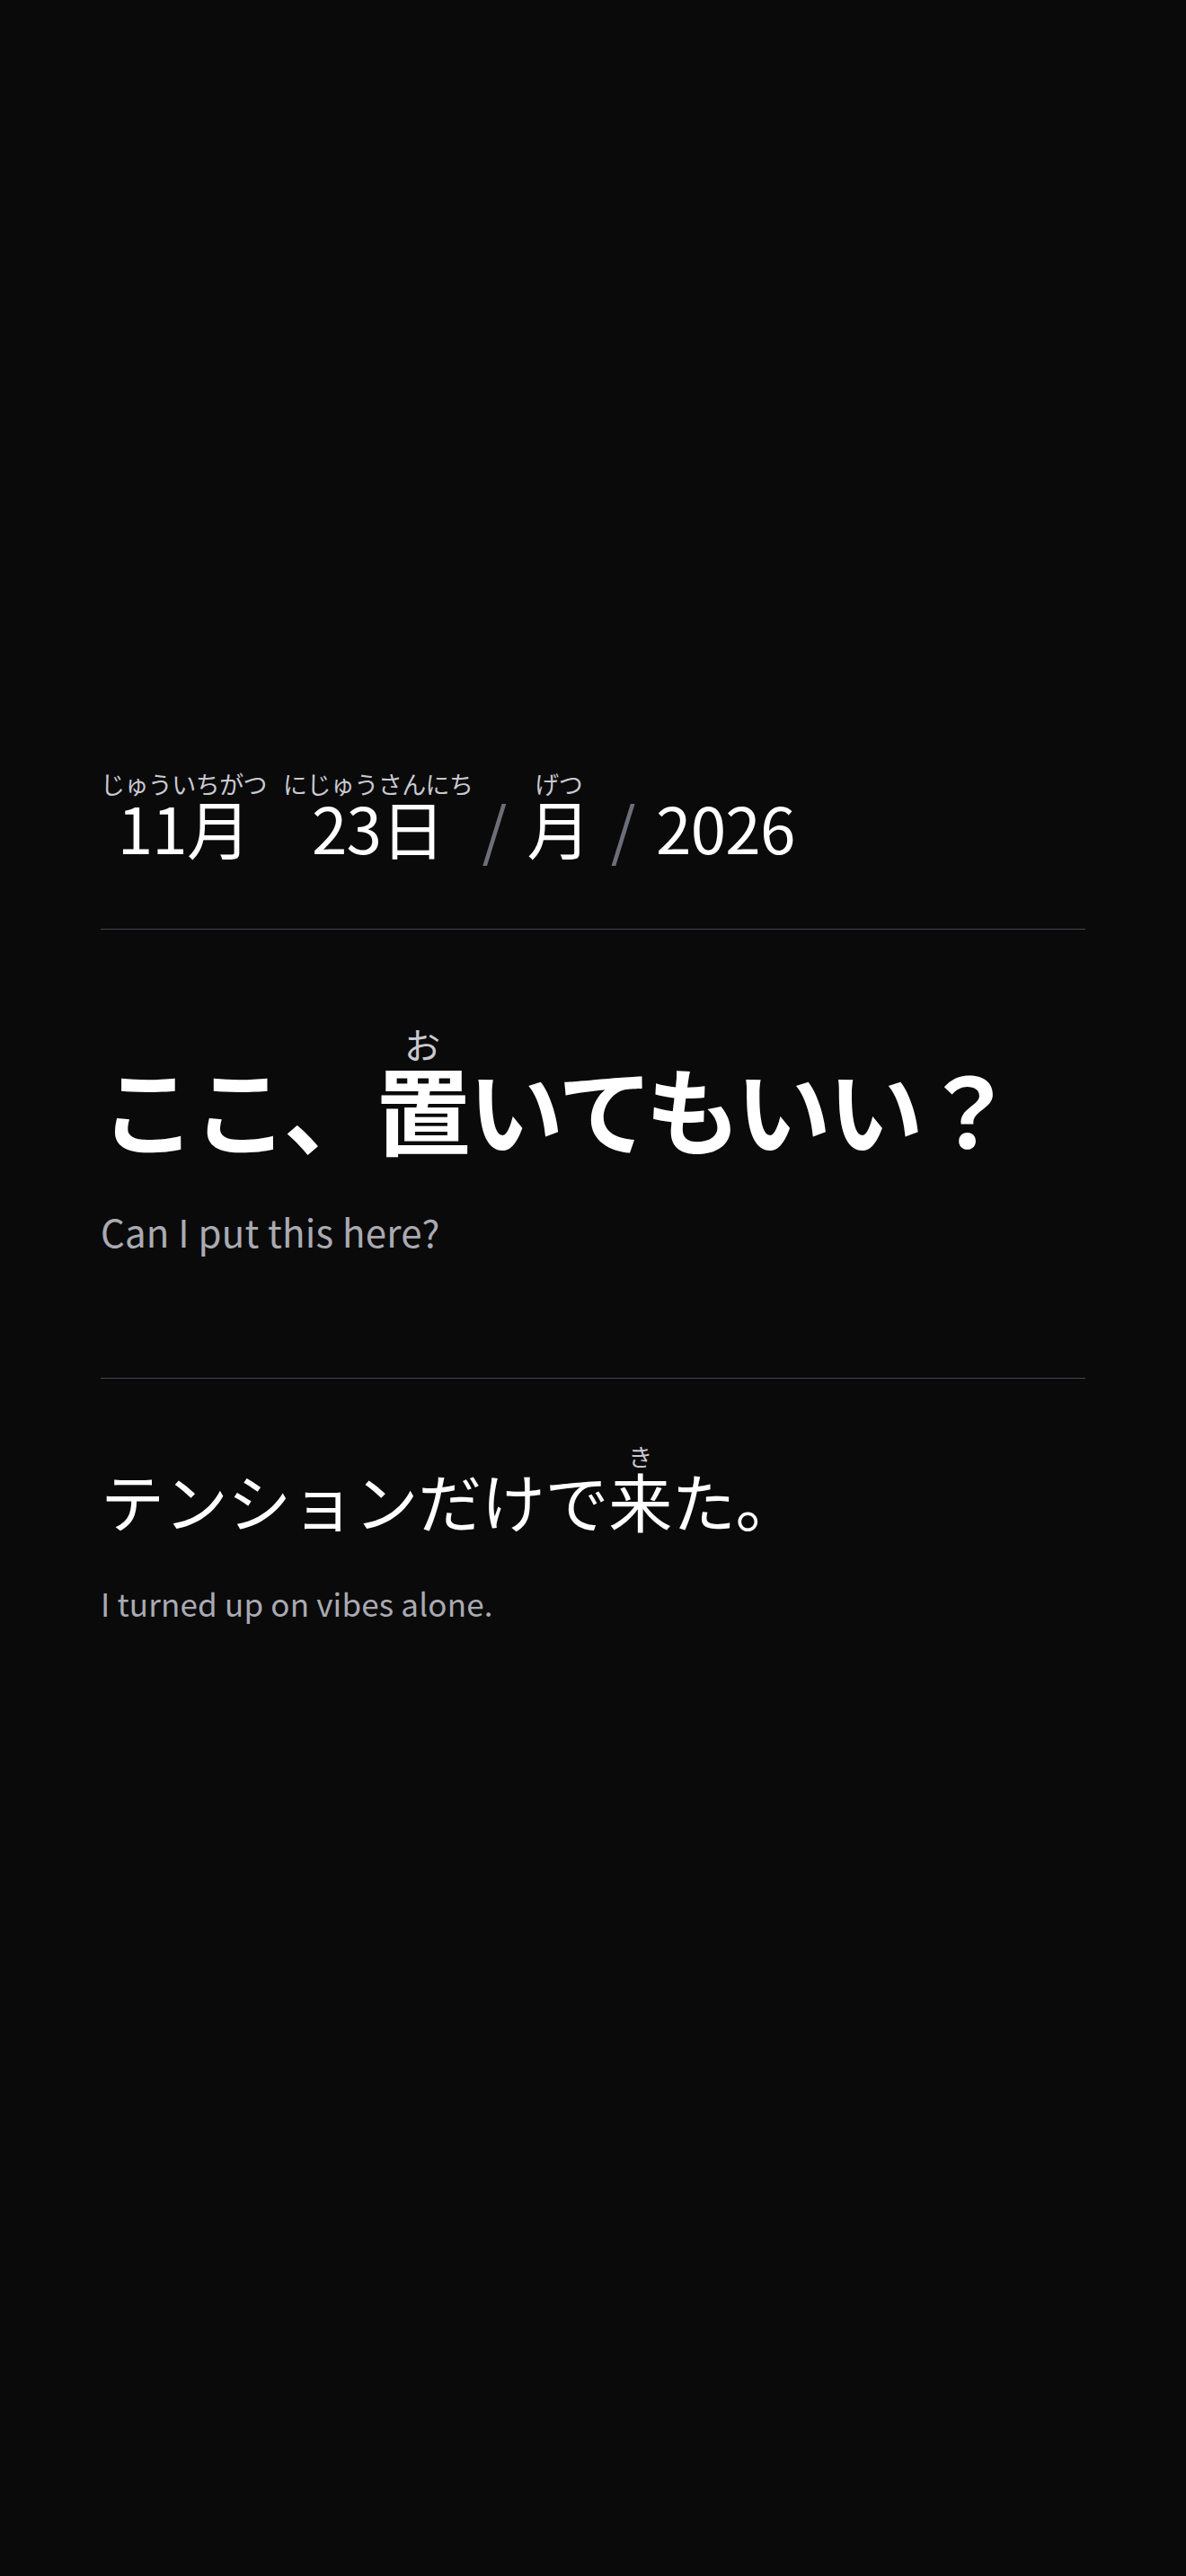 じゅういちがつ にじゅうさんにち げつ
11月 23日 / 月 / 2026
お
ここ、置いてもいい？
Can I put this here?
き
テンションだけで来た。
I turned up on vibes alone.